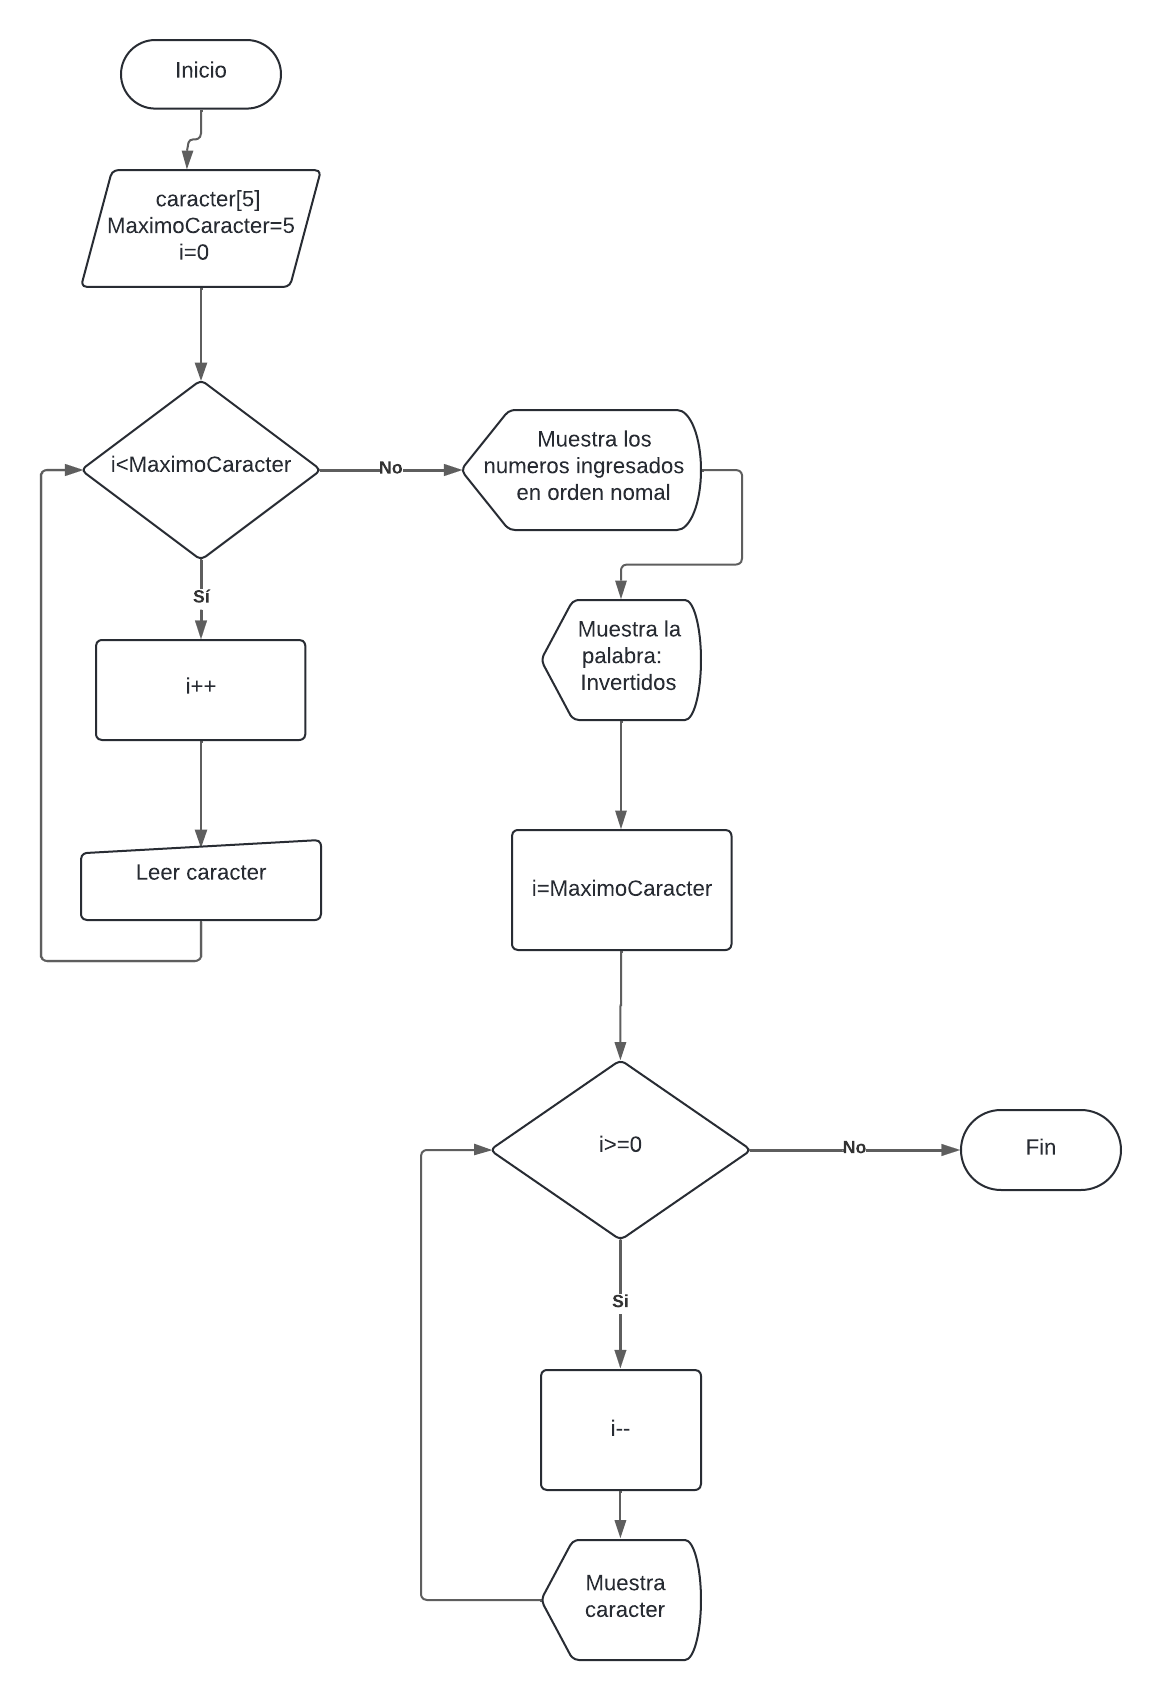 Inicio
caracter[5]
MaximoCaracter=5
i=0
i<MaximoCaracter
No
Muestra los
numeros ingresados
en orden nomal
Sí
i++
Leer caracter
Muestra la
palabra:
Invertidos
i=MaximoCaracter
i>=0
No
Fin
Si
i--
Muestra
caracter